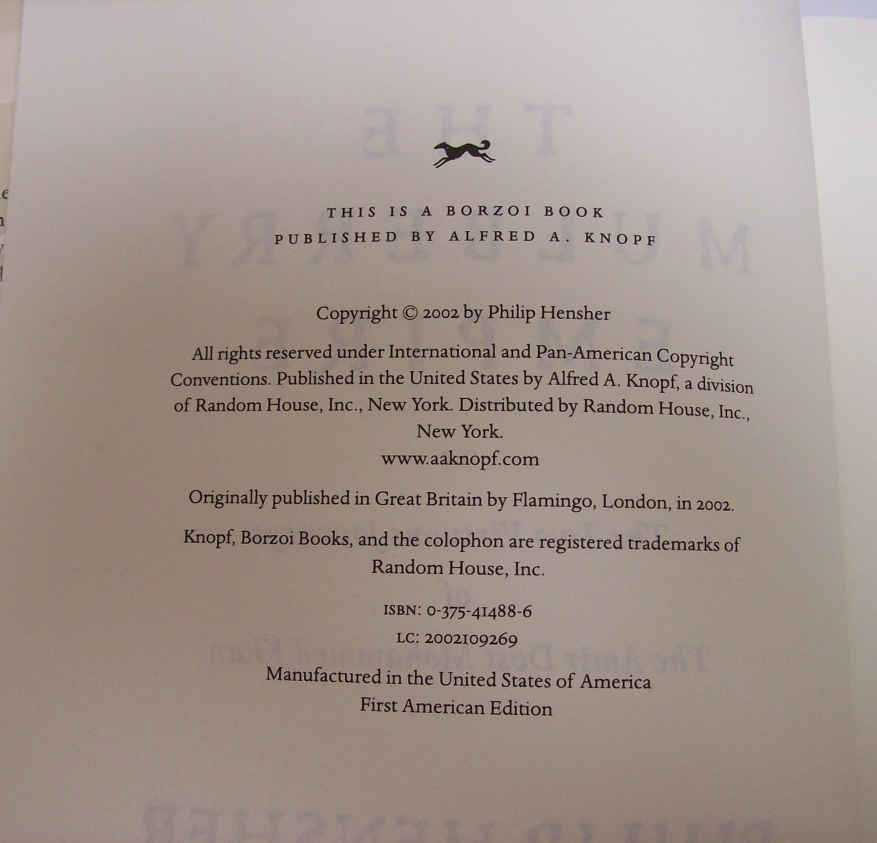 THIS IS A BORZOI BOOK
PUBLISHED BY ALFRED A. KNOPF
Copyright © 2002 by Philip Hensher
All rights reserved under International and Pan-American Copyright
Conventions. Published in the United States by Alfred A. Knopf, a division
of Random House, Inc., New York. Distributed by Random House, Inc.,
New York.
www.aaknopf.com
Originally published in Great Britain by Flamingo, London, in 2002.
Knopf, Borzoi Books, and the colophon are registered trademarks of
Random House, Inc.
ISBN: 0-375-41488-6
LC: 2002109269
Manufactured in the United States of America
First American Edition